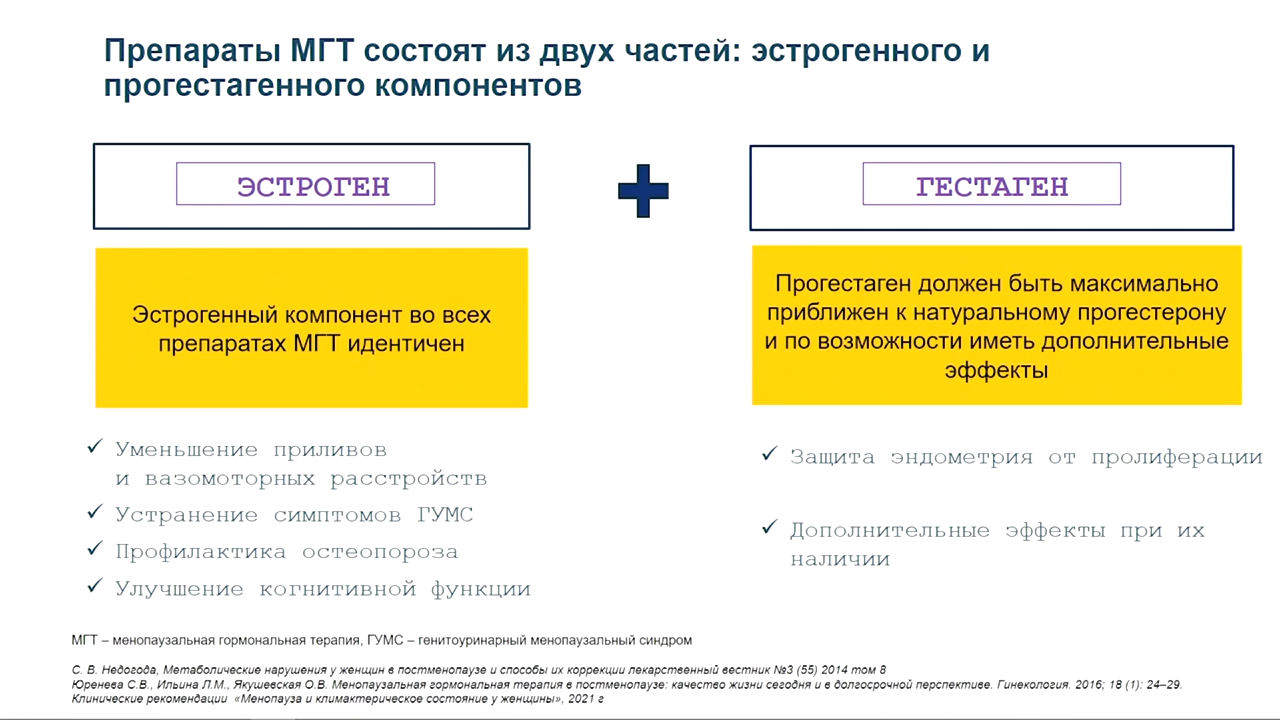 Препараты МГТ состоят из двух частей: эстрогенного и
прогестагенного компонентов
ЭСТРОГЕН
ГЕСТАГЕН
Эстрогенный компонент во всех
препаратах МГТ идентичен
Прогестаген должен быть максимально
приближен к натуральному прогестерону
и по возможности иметь дополнительные
эффекты
Уменьшение приливов
и вазомоторных расстройств
Устранение симптомов ГУМС
Профилактика остеопороза
Улучшение когнитивной функции
Защита эндометрия от пролиферации
Дополнительные эффекты при их
наличии
МГТ – менопаузальная гормональная терапия, ГУМС – генитоуринарный менопаузальный синдром
С. В. Недогода, Метаболические нарушения у женщин в постменопаузе и способы их коррекции лекарственный вестник №3 (55) 2014 том 8
Юренева С.В., Ильина Л.М., Якушевская О.В. Менопаузальная гормональная терапия в постменопаузе: качество жизни сегодня и в долгосрочной перспективе. Гинекология. 2016; 18 (1): 24–29.
Клинические рекомендации «Менопауза и климактерическое состояние у женщины», 2021 г